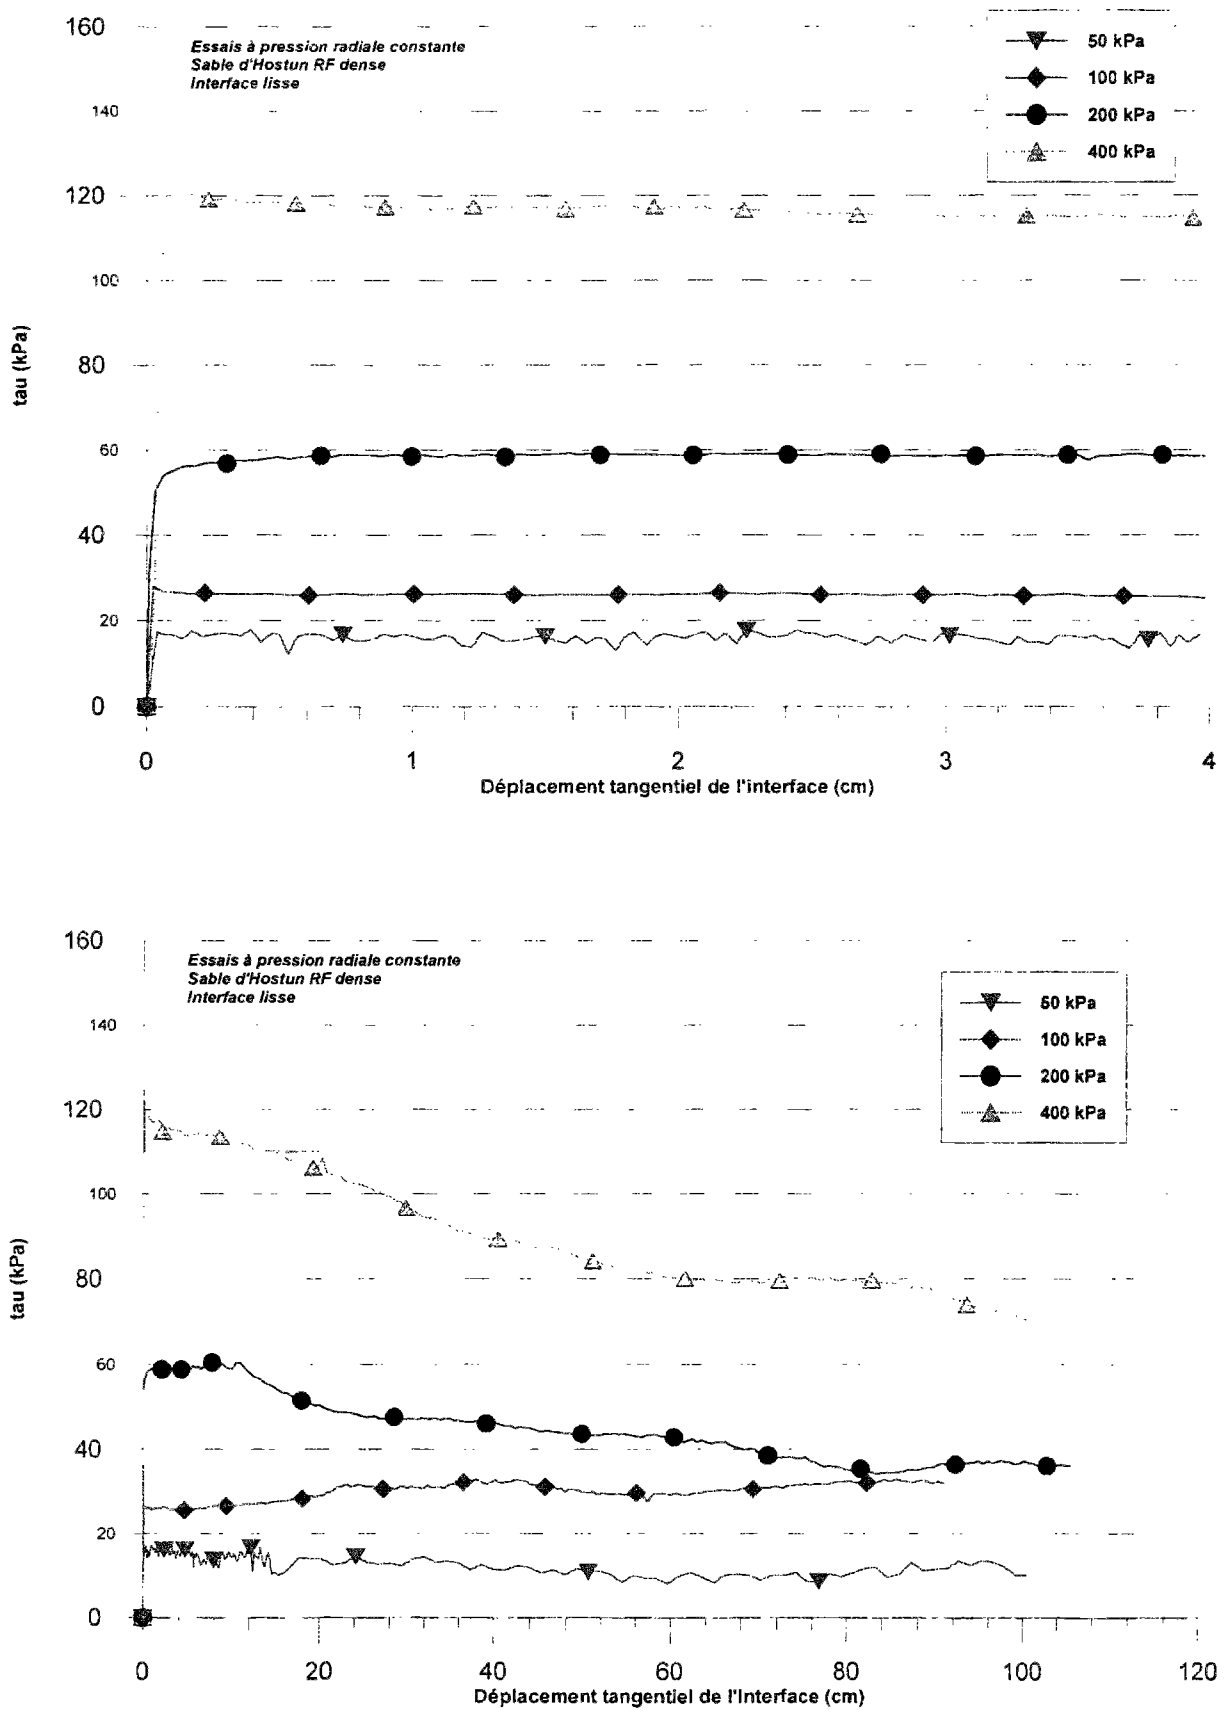 160
Essais à pression radiale constante
Sable d'Hostun RF dense
Interface lisse
50 kPa
100 kPa
200 kPa
400 kPa
140
120
100
80
60
40
20
0
tau (kPa)
0 1 2 3 4
Déplacement tangentiel de l'interface (cm)
160
Essais à pression radiale constante
Sable d'Hostun RF dense
Interface lisse
50 kPa
100 kPa
200 kPa
400 kPa
140
120
100
80
60
40
20
0
tau (kPa)
0 20 40 60 80 100 120
Déplacement tangentiel de l'Interface (cm)